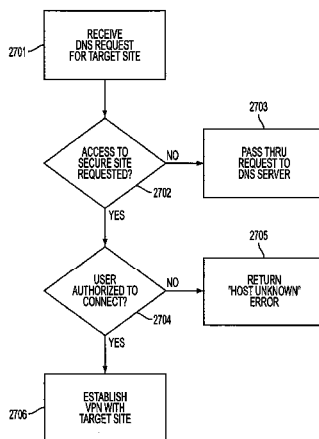 2701
RECEIVE
DNS REQUEST
FOR TARGET SITE
2703
ACCESS TO
SECURE SITE
REQUESTED?
NO
PASS THRU
REQUEST TO
DNS SERVER
2702
YES
2705
USER
AUTHORIZED TO
CONNECT?
NO
RETURN
"HOST UNKNOWN"
ERROR
2704
YES
2706
ESTABLISH
VPN WITH
TARGET SITE